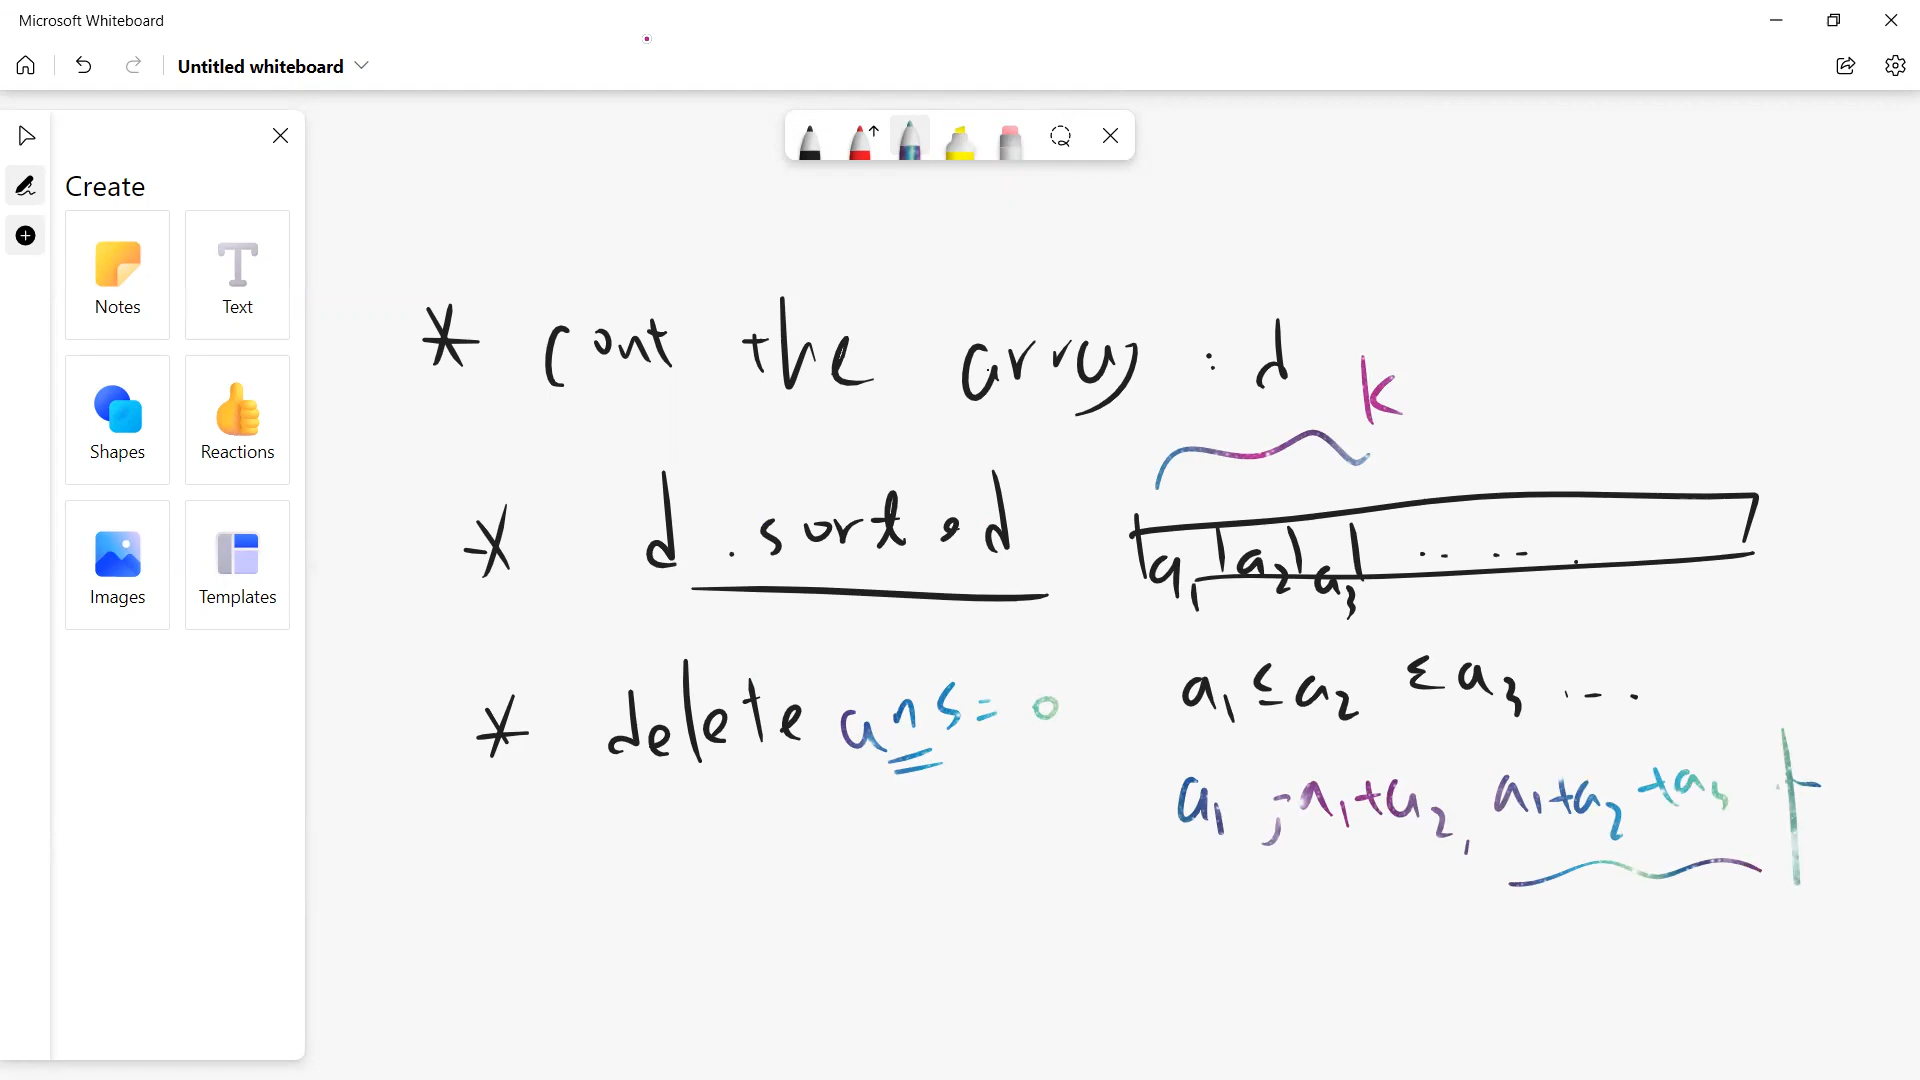 Microsoft Whiteboard
Untitled whiteboard
Create
Notes
Text
Shapes
Reactions
Images
Templates
* cont the array : d
K
* d . sorted
a1 | a2 | a3 | .. .. .
* delete ans = 0
a1 ≤ a2 ≤ a3 ...
a1 ; a1 + a2, a1 + a2 + a3